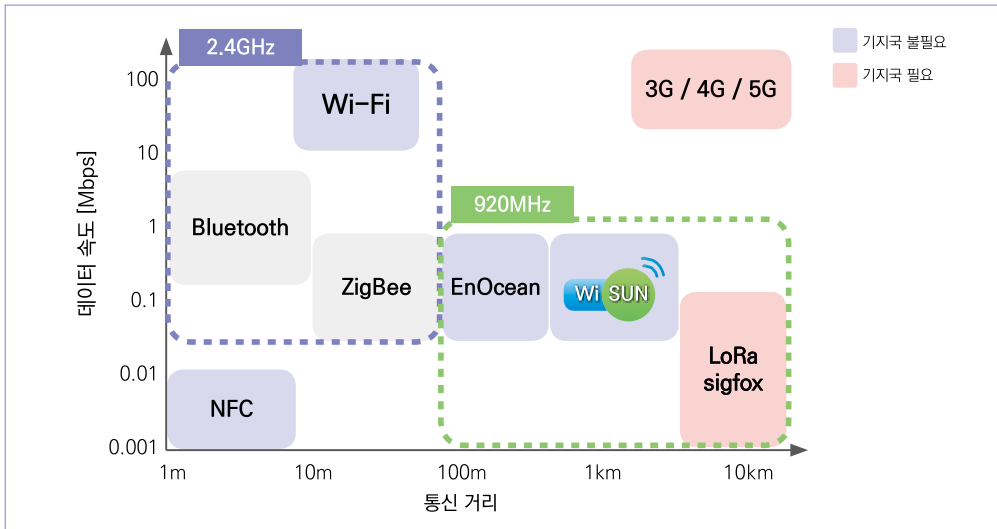 2.4GHz
기지국 불필요
기지국 필요
데이터 속도 [Mbps]
100
10
1
0.1
0.01
0.001
Wi-Fi
3G / 4G / 5G
Bluetooth
920MHz
ZigBee
EnOcean
Wi SUN
LoRa
sigfox
NFC
1m
10m
100m
1km
10km
통신 거리